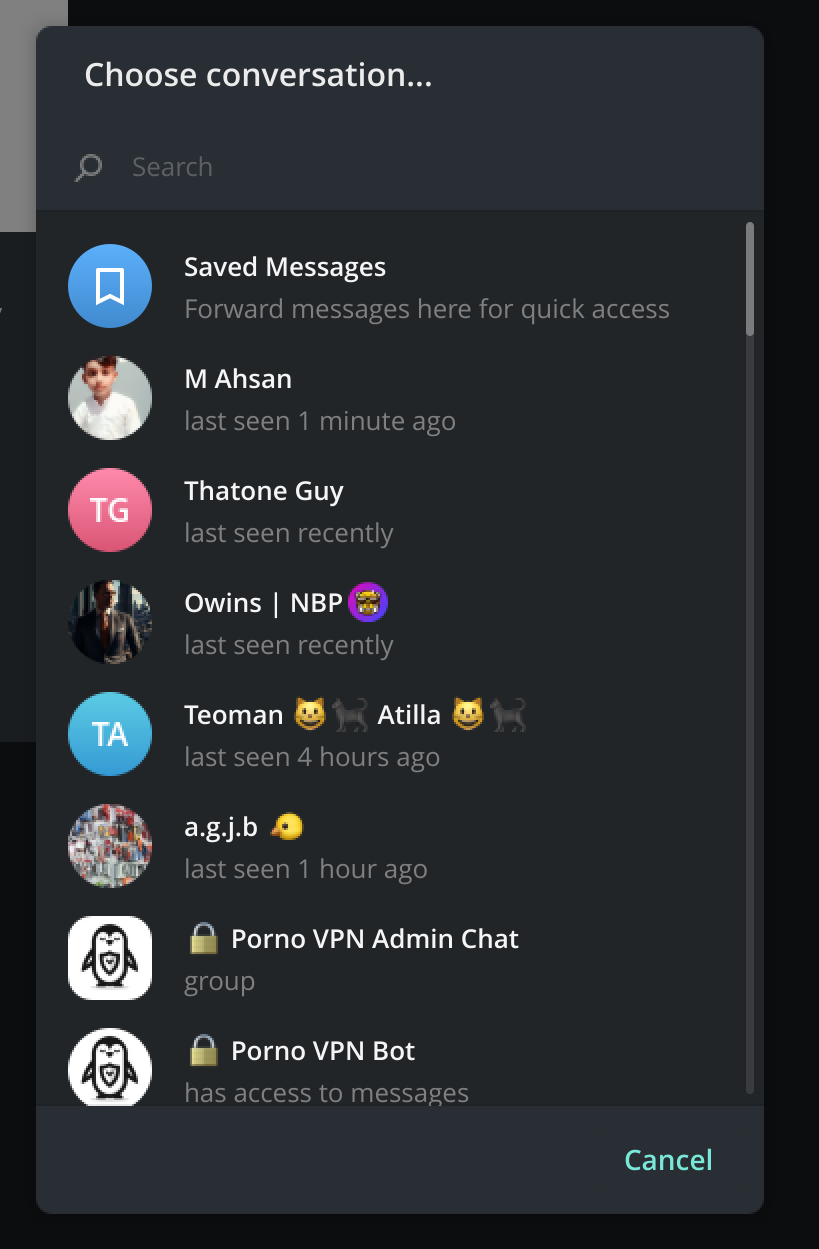 Choose conversation...
Search
Saved Messages
Forward messages here for quick access
M Ahsan
last seen 1 minute ago
TG
Thatone Guy
last seen recently
Owins | NBP
last seen recently
TA
Teoman 😺🐈‍⬛ Atilla 😺🐈‍⬛
last seen 4 hours ago
a.g.j.b 🐤
last seen 1 hour ago
🔒 Porno VPN Admin Chat
group
🔒 Porno VPN Bot
has access to messages
Cancel